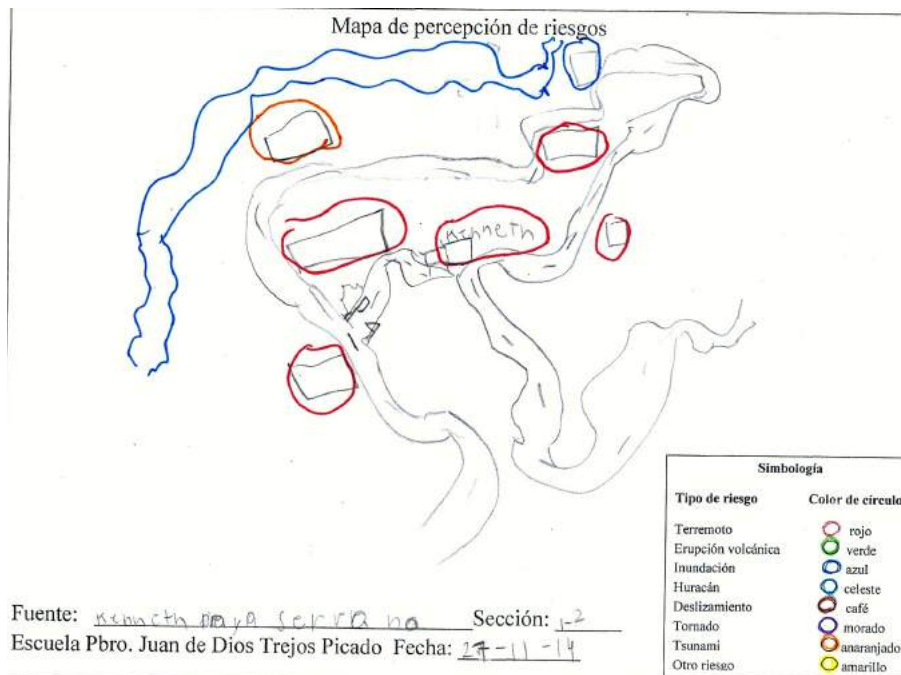 Mapa de percepción de riesgos
Kenneth
Simbología
Tipo de riesgo Color de círculo
Terremoto rojo
Erupción volcánica verde
Inundación azul
Huracán celeste
Deslizamiento café
Tornado morado
Tsunami anaranjado
Otro riesgo amarillo
Fuente: Kenneth serrano Sección: 1-2
Escuela Pbro. Juan de Dios Trejos Picado Fecha: 27-11-14